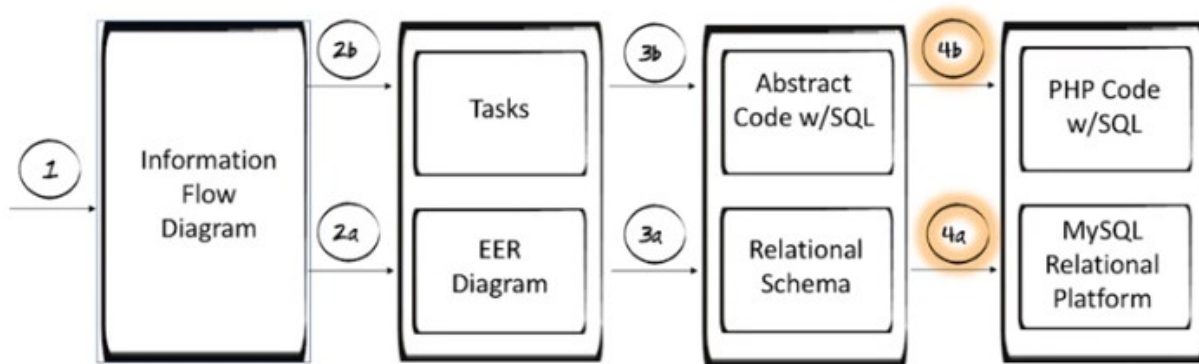 1
Information
Flow
Diagram
2b
2a
Tasks
EER
Diagram
3b
3a
Abstract
Code w/SQL
Relational
Schema
4b
4a
PHP Code
w/SQL
MySQL
Relational
Platform